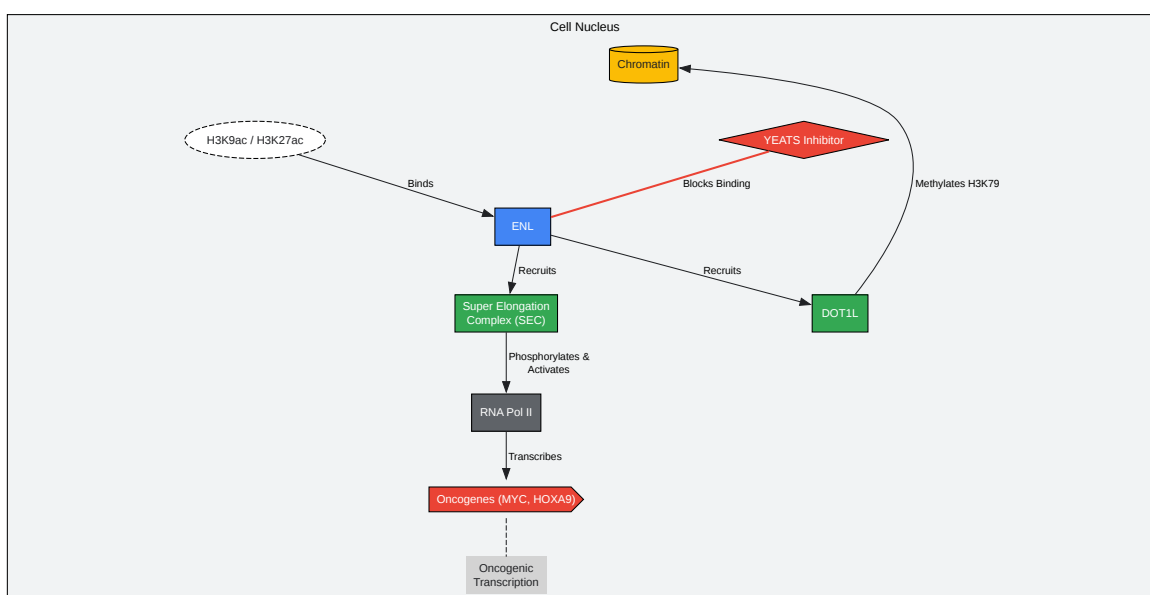 Cell Nucleus
Chromatin
H3K9ac / H3K27ac
YEATS Inhibitor
Binds
Blocks Binding
Methylates H3K79
ENL
Recruits
Recruits
Super Elongation
Complex (SEC)
DOT1L
Phosphorylates &
Activates
RNA Pol II
Transcribes
Oncogenes (MYC, HOXA9)
Oncogenic
Transcription